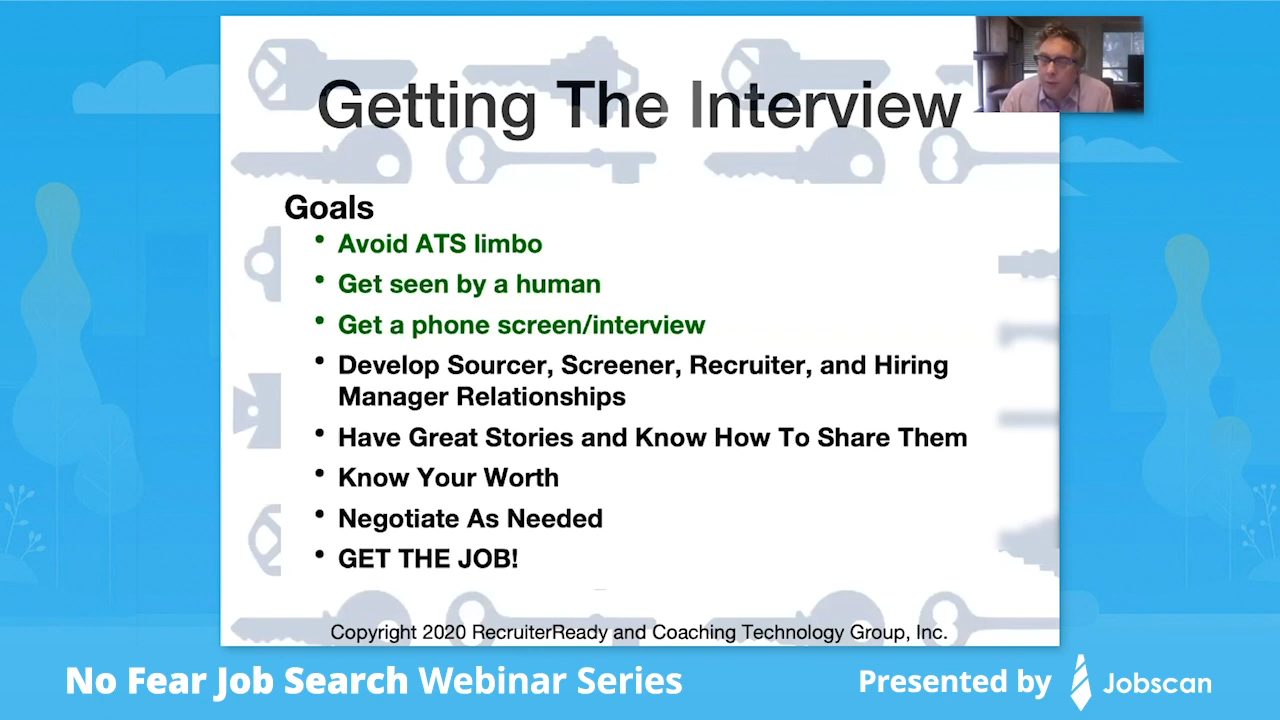 Getting The Interview
Goals
• Avoid ATS limbo
• Get seen by a human
• Get a phone screen/interview
• Develop Sourcer, Screener, Recruiter, and Hiring
Manager Relationships
• Have Great Stories and Know How To Share Them
• Know Your Worth
• Negotiate As Needed
• GET THE JOB!
Copyright 2020 RecruiterReady and Coaching Technology Group, Inc.
No Fear Job Search Webinar Series
Presented by Jobscan